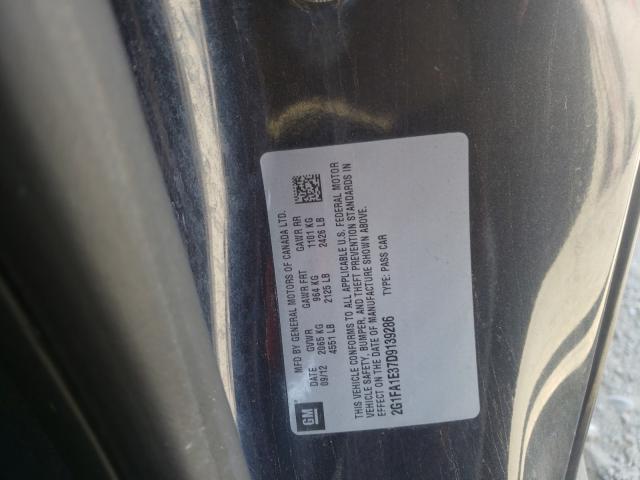 GM
MFD BY GENERAL MOTORS OF CANADA LTD.
DATE GVWR GAWR FRT GAWR RR
09/12 2065 KG 964 KG 1101 KG
4551 LB 2125 LB 2426 LB
THIS VEHICLE CONFORMS TO ALL APPLICABLE U.S. FEDERAL MOTOR
VEHICLE SAFETY, BUMPER, AND THEFT PREVENTION STANDARDS IN
EFFECT ON THE DATE OF MANUFACTURE SHOWN ABOVE.
2G1FA1E37D9139286 TYPE: PASS CAR